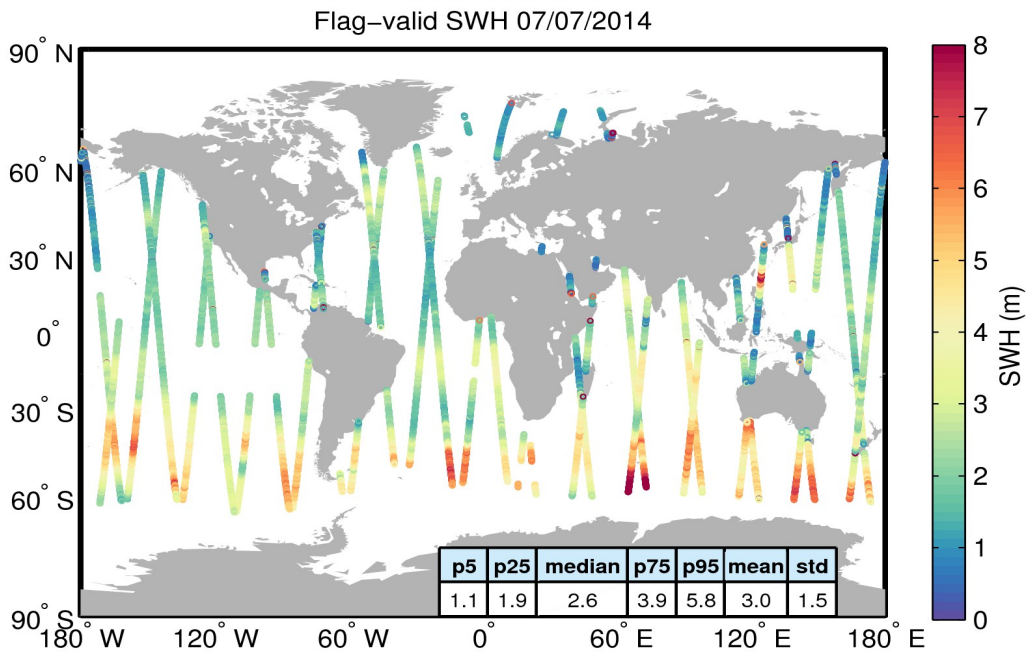 Flag−valid SWH 07/07/2014
90° N
60° N
30° N
0°
30° S
60° S
90° S
180° W
120° W
60° W
0°
60° E
120° E
180° E
8
7
6
5
4
3
2
1
0
SWH (m)
p5 p25 median p75 p95 mean std
1.1 1.9 2.6 3.9 5.8 3.0 1.5